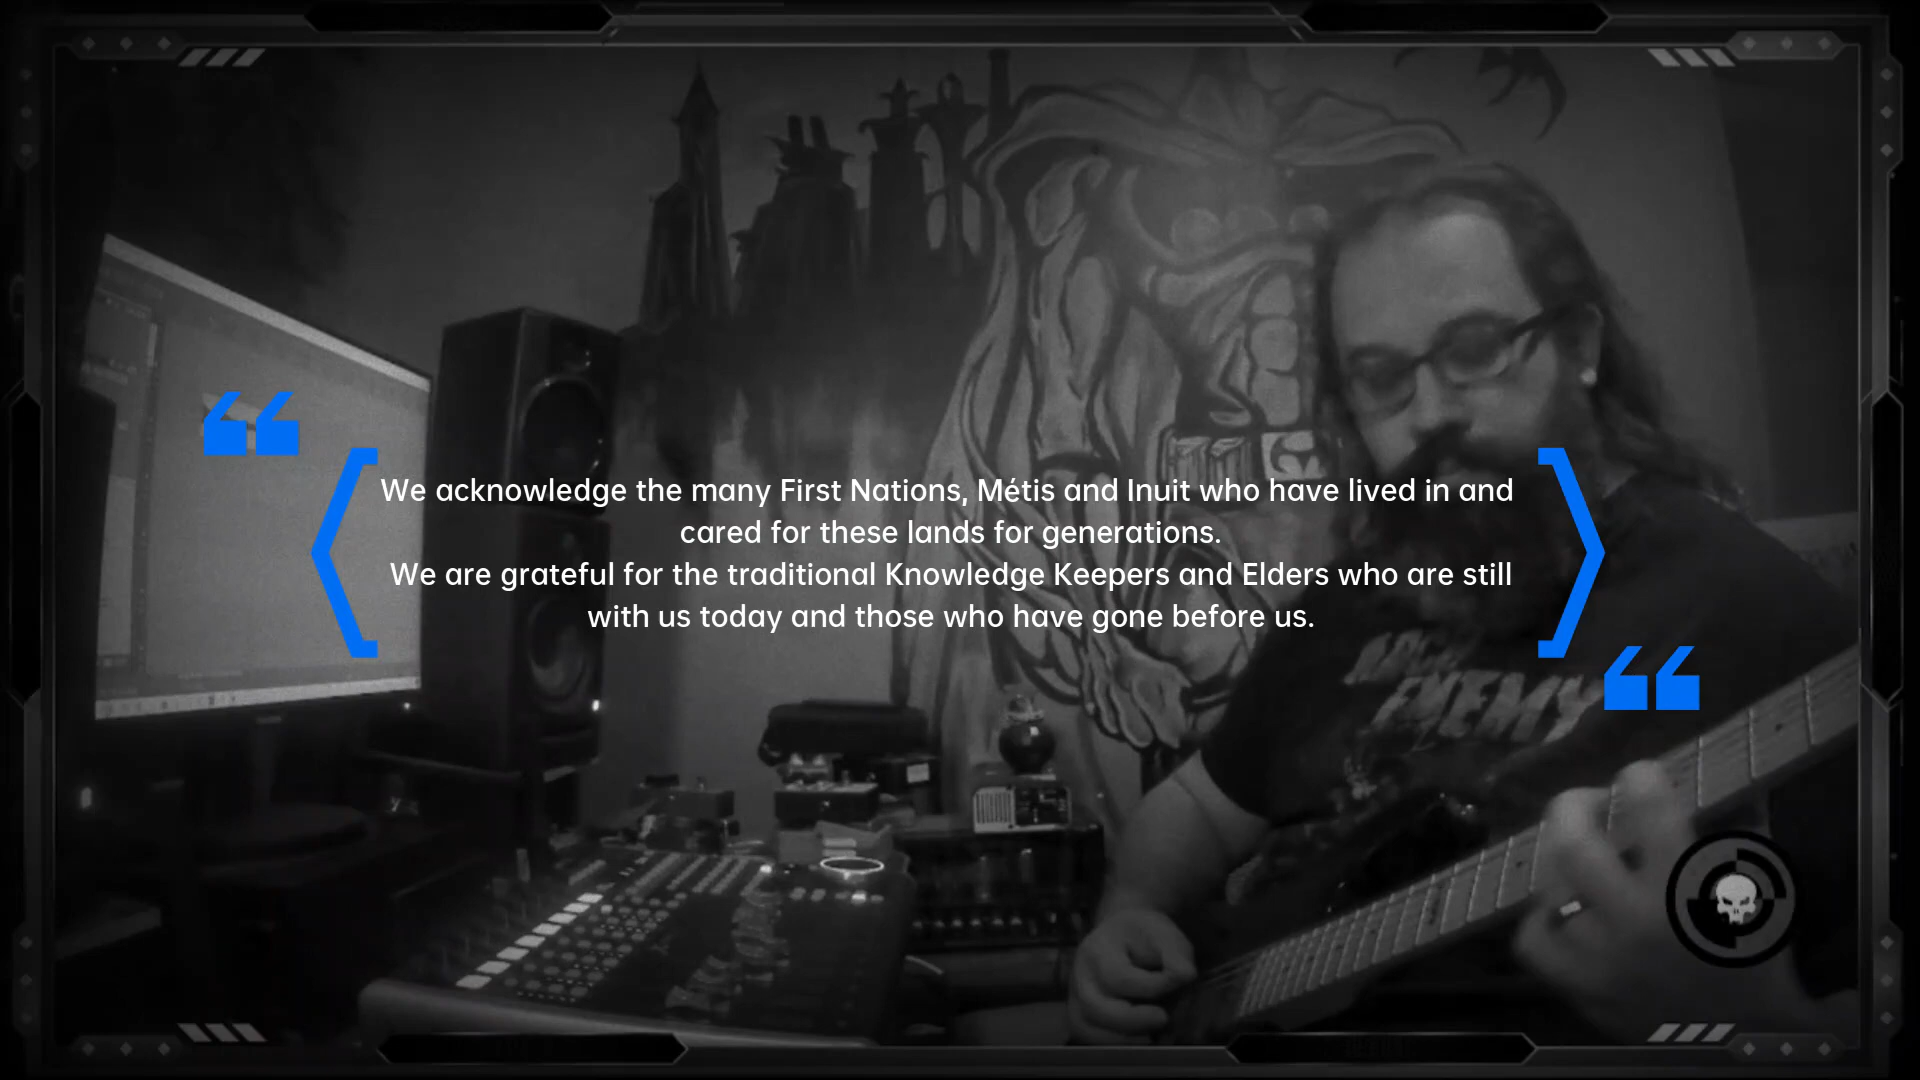 We acknowledge the many First Nations, Métis and Inuit who have lived in and
cared for these lands for generations.
We are grateful for the traditional Knowledge Keepers and Elders who are still
with us today and those who have gone before us.
ENEMY